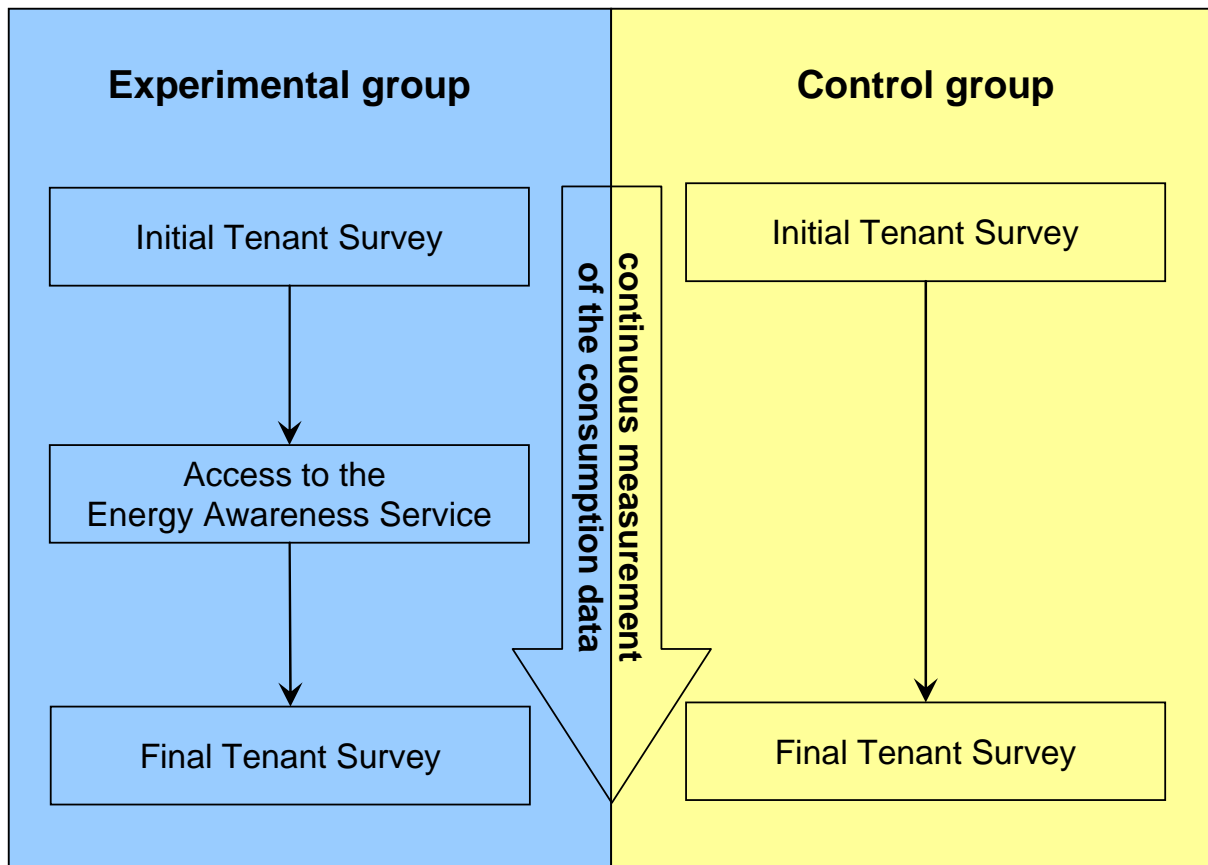 Experimental group
Control group
Initial Tenant Survey
Initial Tenant Survey
continuous measurement
of the consumption data
Access to the
Energy Awareness Service
Final Tenant Survey
Final Tenant Survey